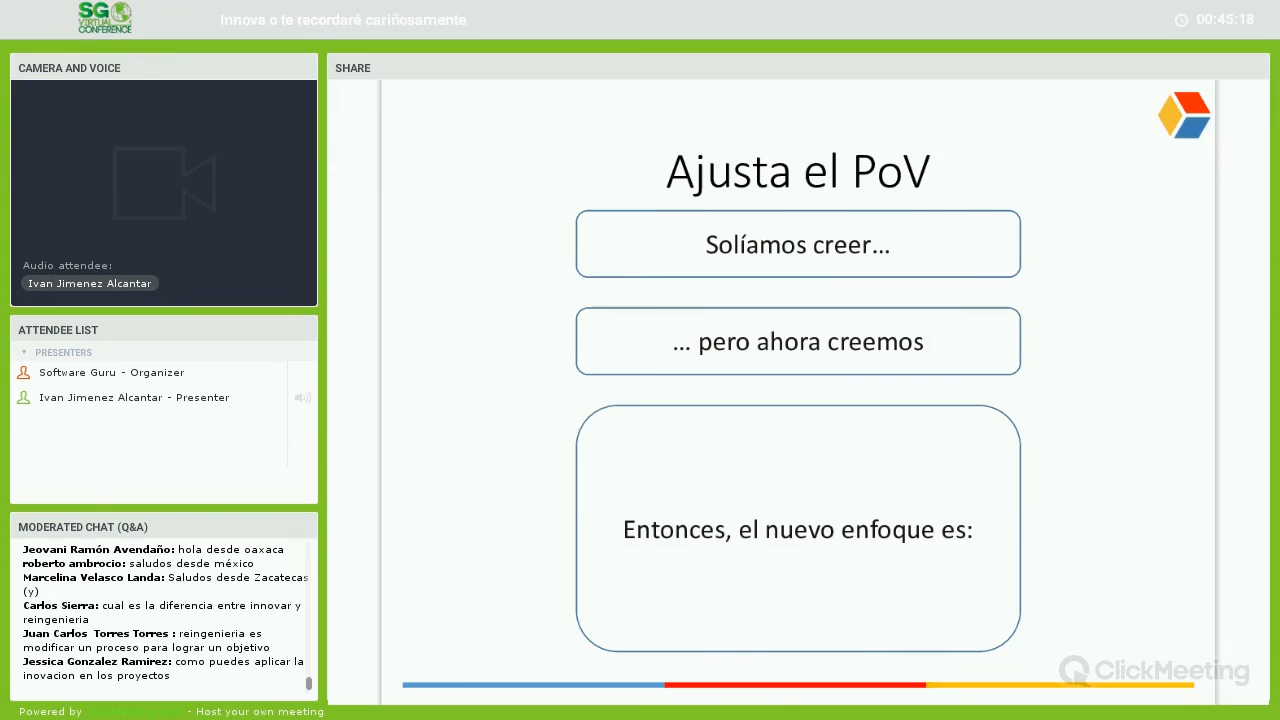 SG
VIRTUAL
CONFERENCE
Innova o te recordaré cariñosamente
00:45:18
CAMERA AND VOICE
Audio attendee:
Ivan Jimenez Alcantar
ATTENDEE LIST
PRESENTERS
Software Guru - Organizer
Ivan Jimenez Alcantar - Presenter
MODERATED CHAT (Q&A)
Jeovani Ramón Avendaño: hola desde oaxaca
roberto ambrocio: saludos desde méxico
Marcelina Velasco Landa: Saludos desde Zacatecas
(y)
Carlos Sierra: cual es la diferencia entre innovar y
reingenieria
Juan Carlos Torres Torres : reingenieria es
modificar un proceso para lograr un objetivo
Jessica Gonzalez Ramirez: como puedes aplicar la
inovacion en los proyectos
Powered by - Host your own meeting
SHARE
Ajusta el PoV
Solíamos creer...
... pero ahora creemos
Entonces, el nuevo enfoque es:
ClickMeeting